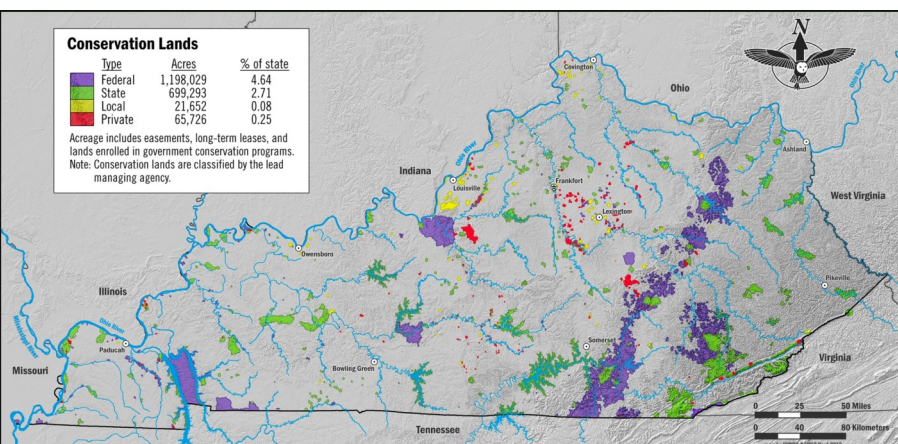 Conservation Lands
Type Acres % of state
Federal 1,198,029 4.64
State 699,293 2.71
Local 21,652 0.08
Private 65,726 0.25
Acreage includes easements, long-term leases, and
lands enrolled in government conservation programs.
Note: Conservation lands are classified by the lead
managing agency.
N
Covington
Ohio
Ohio River
Ashland
Indiana
Ohio River
Louisville
Frankfort
Lexington
West Virginia
Owensboro
Illinois
Pikeville
Mississippi River
Ohio River
Paducah
Somerset
Missouri
Bowling Green
Virginia
Tennessee
0 25 50 Miles
0 40 80 Kilometers